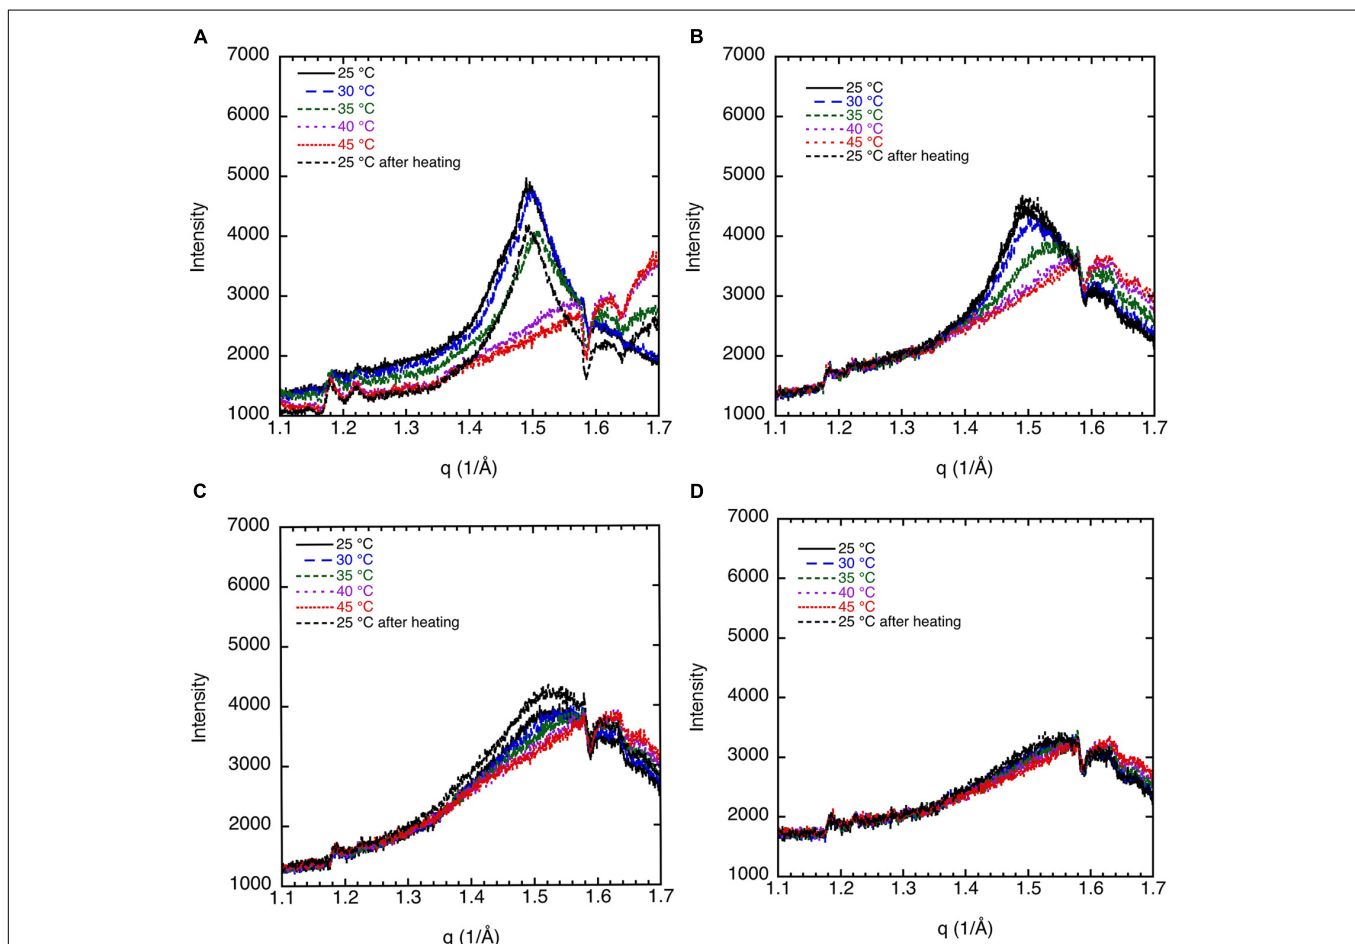 A
7000
6000
5000
4000
3000
2000
1000
Intensity
25 °C
30 °C
35 °C
40 °C
45 °C
25 °C after heating
1.1 1.2 1.3 1.4 1.5 1.6 1.7
q (1/Å)
B
7000
6000
5000
4000
3000
2000
1000
Intensity
25 °C
30 °C
35 °C
40 °C
45 °C
25 °C after heating
1.1 1.2 1.3 1.4 1.5 1.6 1.7
q (1/Å)
C
7000
6000
5000
4000
3000
2000
1000
Intensity
25 °C
30 °C
35 °C
40 °C
45 °C
25 °C after heating
1.1 1.2 1.3 1.4 1.5 1.6 1.7
q (1/Å)
D
7000
6000
5000
4000
3000
2000
1000
Intensity
25 °C
30 °C
35 °C
40 °C
45 °C
25 °C after heating
1.1 1.2 1.3 1.4 1.5 1.6 1.7
q (1/Å)